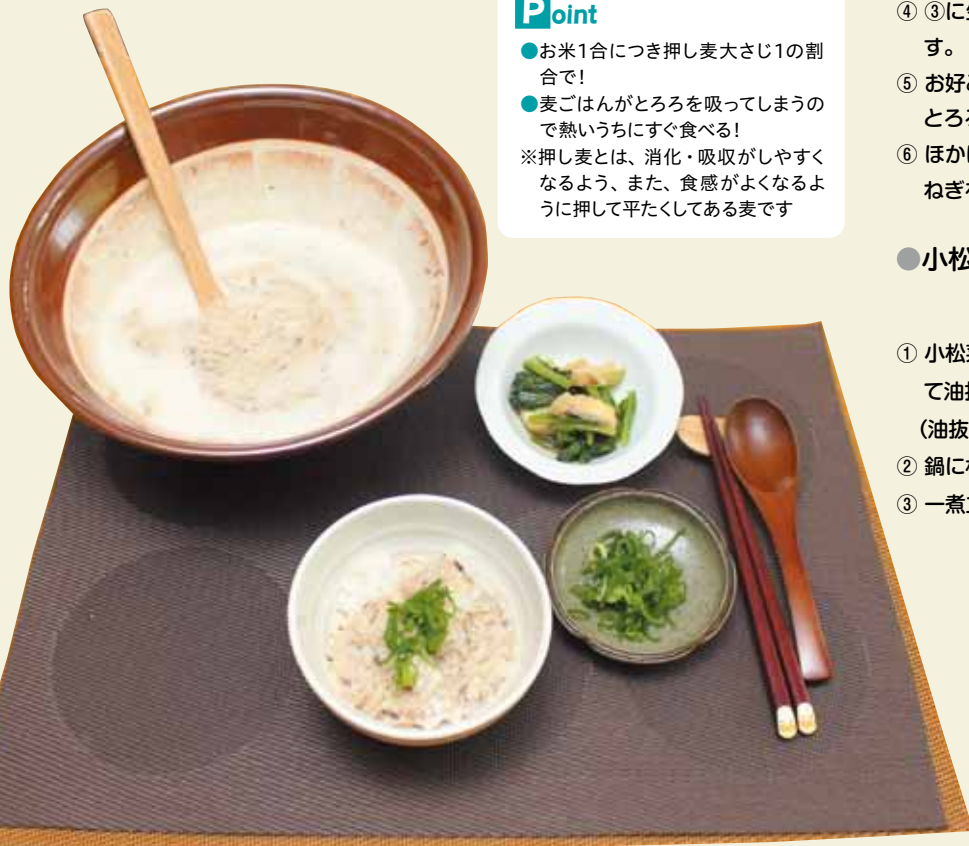 Point
●お米1合につき押し麦大さじ1の割
合で!
●麦ごはんがとろろを吸ってしまうの
で熱いうちにすぐ食べる!
※押し麦とは、消化・吸収がしやすく
なるよう、また、食感がよくなるよ
うに押して平たくしてある麦です
④ ③に
す。
⑤ お好
とろ
⑥ ほか
ねぎ
●小松
① 小松
て油
(油抜
② 鍋に
③ 一煮